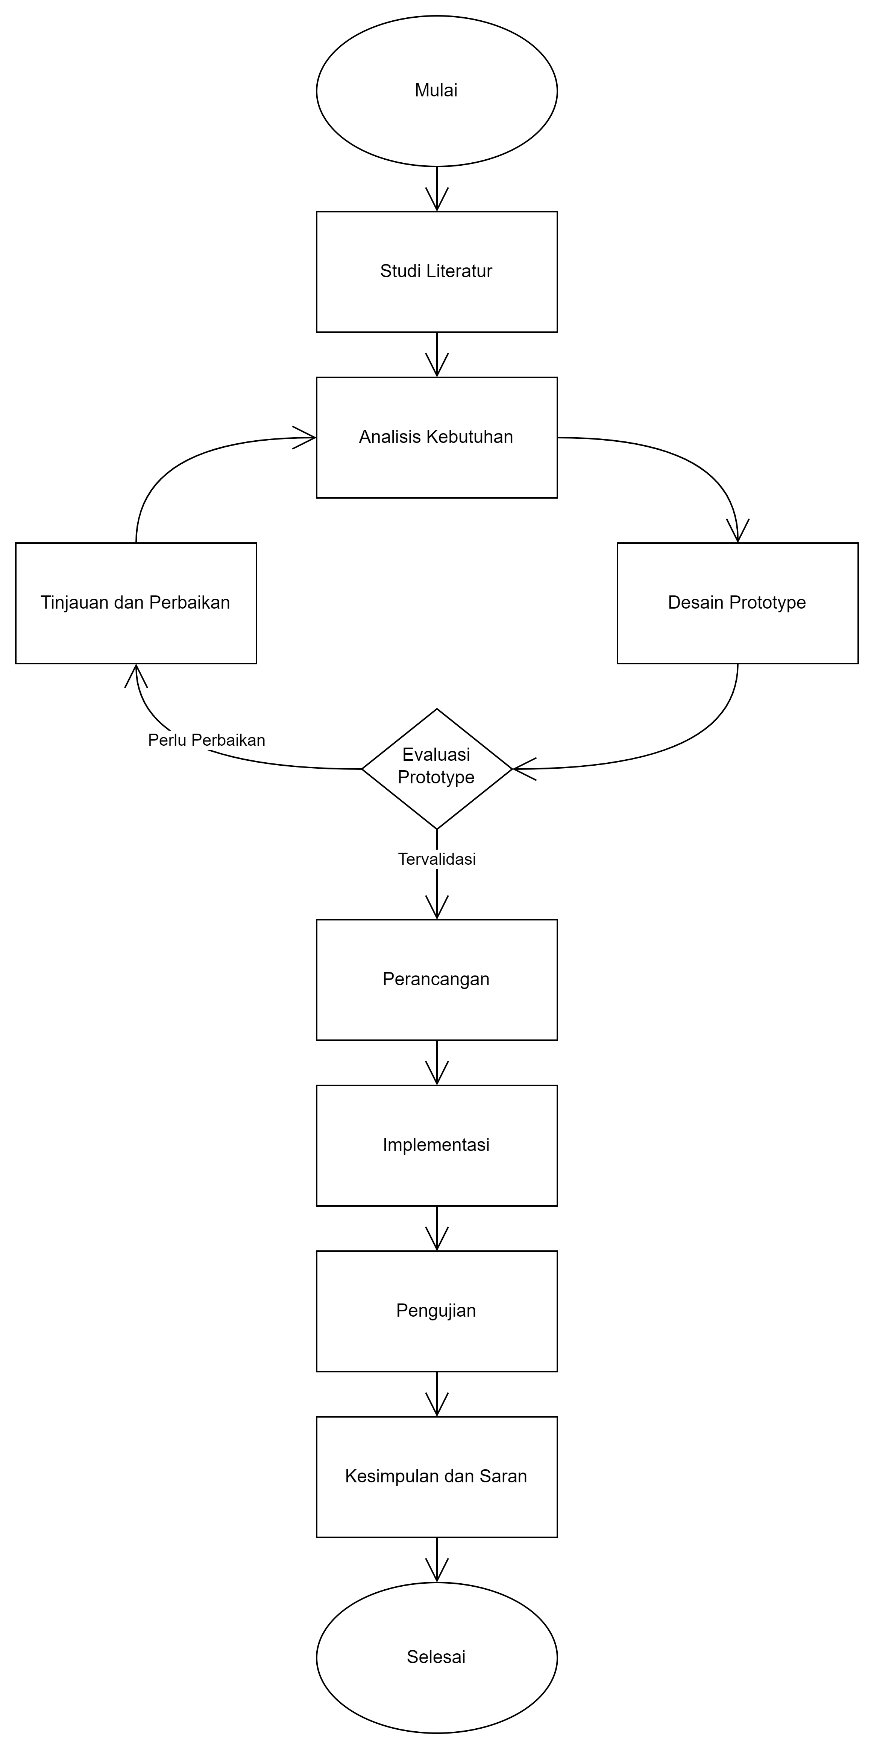 Mulai
Studi Literatur
Analisis Kebutuhan
Tinjauan dan Perbaikan
Desain Prototype
Perlu Perbaikan
Evaluasi
Prototype
Tervalidasi
Perancangan
Implementasi
Pengujian
Kesimpulan dan Saran
Selesai